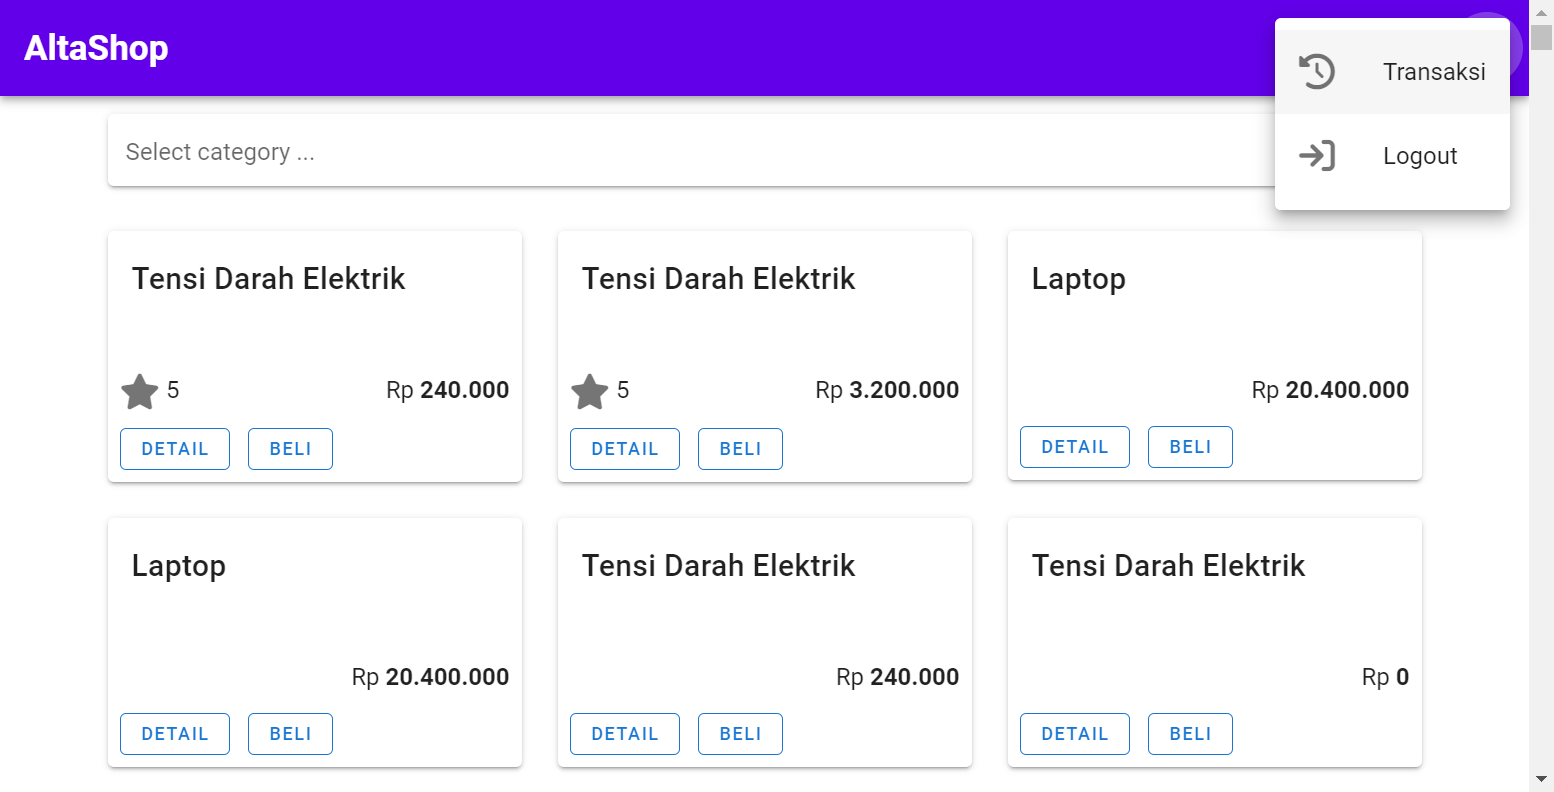 AltaShop
Transaksi
Logout
Select category ...
Tensi Darah Elektrik
5
Rp 240.000
DETAIL
BELI
Tensi Darah Elektrik
5
Rp 3.200.000
DETAIL
BELI
Laptop
Rp 20.400.000
DETAIL
BELI
Laptop
Rp 20.400.000
DETAIL
BELI
Tensi Darah Elektrik
Rp 240.000
DETAIL
BELI
Tensi Darah Elektrik
Rp 0
DETAIL
BELI